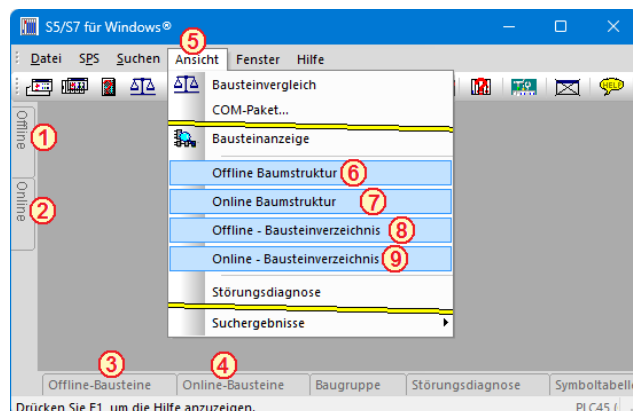 S5/S7 für Windows®
5
Datei SPS Suchen Ansicht Fenster Hilfe
HELP
Offline
1
Online
2
Bausteinvergleich
COM-Paket...
Bausteinanzeige
Offline Baumstruktur 6
Online Baumstruktur 7
Offline - Bausteinverzeichnis 8
Online - Bausteinverzeichnis 9
Störungsdiagnose
Suchergebnisse
3 4
Offline-Bausteine Online-Bausteine Baugruppe Störungsdiagnose Symboltabelle
Drücken Sie F1, um die Hilfe anzuzeigen. PLC45 (